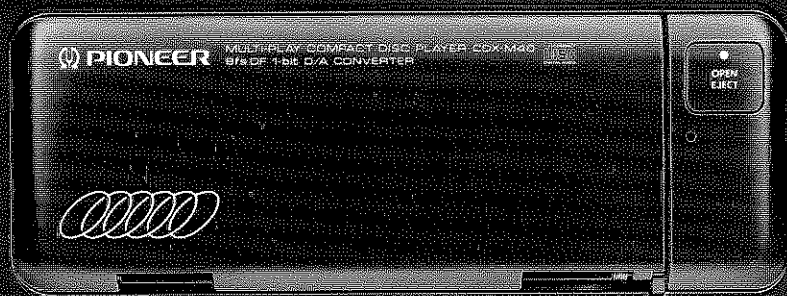 PIONEER
MULTI-PLAY COMPACT DISC PLAYER CDX-M40
8fs DF 1-bit D/A CONVERTER
OPEN
EJECT